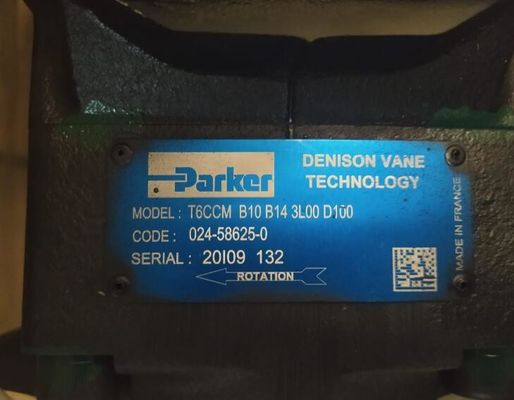 Parker
DENISON VANE
TECHNOLOGY
MODEL : T6CCM B10 B14 3L00 D100
CODE : 024-58625-0
SERIAL : 20I09 132
ROTATION
MADE IN FRANCE